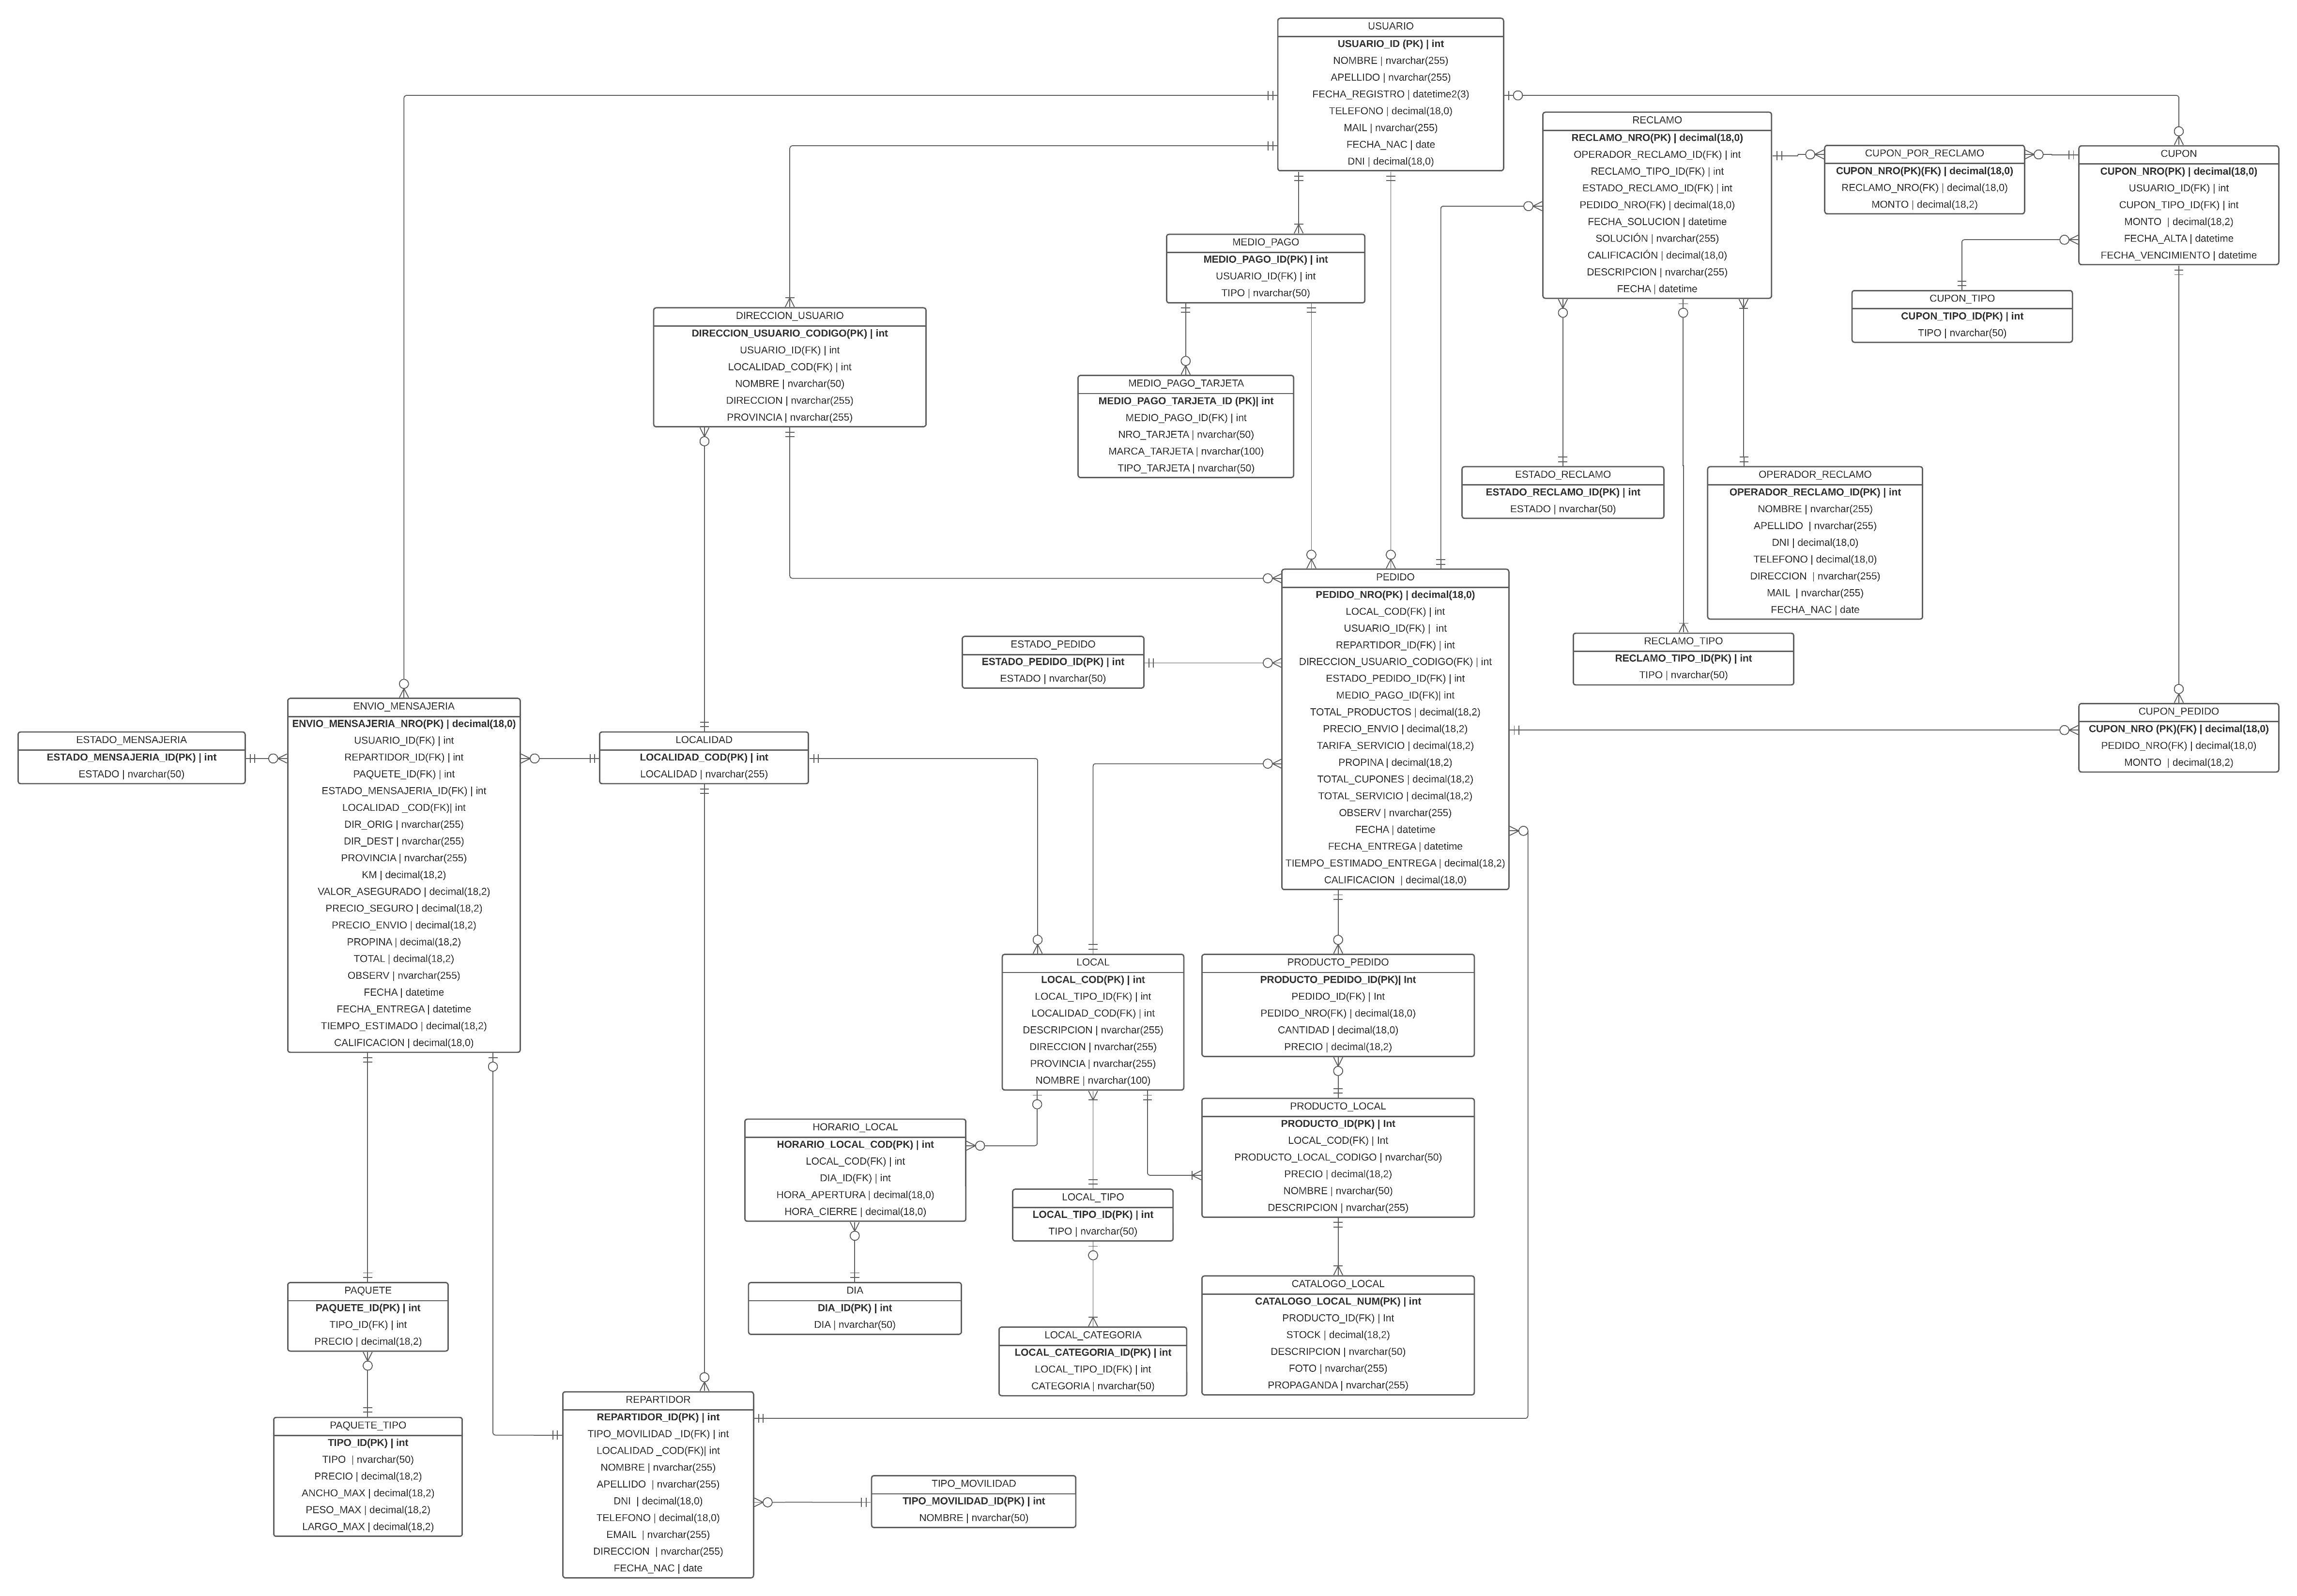 USUARIO
USUARIO_ID (PK) | int
NOMBRE | nvarchar(255)
APELLIDO | nvarchar(255)
FECHA_REGISTRO | datetime2(3)
TELEFONO | decimal(18,0)
MAIL | nvarchar(255)
FECHA_NAC | date
DNI | decimal(18,0)
RECLAMO
RECLAMO_NRO(PK) | decimal(18,0)
OPERADOR_RECLAMO_ID(FK) | int
RECLAMO_TIPO_ID(FK) | int
ESTADO_RECLAMO_ID(FK) | int
PEDIDO_NRO(FK) | decimal(18,0)
FECHA_SOLUCION | datetime
SOLUCIÓN | nvarchar(255)
CALIFICACIÓN | decimal(18,0)
DESCRIPCION | nvarchar(255)
FECHA | datetime
CUPON_POR_RECLAMO
CUPON_NRO(PK)(FK) | decimal(18,0)
RECLAMO_NRO(FK) | decimal(18,0)
MONTO | decimal(18,2)
CUPON
CUPON_NRO(PK) | decimal(18,0)
USUARIO_ID(FK) | int
CUPON_TIPO_ID(FK) | int
MONTO  | decimal(18,2)
FECHA_ALTA | datetime
FECHA_VENCIMIENTO | datetime
MEDIO_PAGO
MEDIO_PAGO_ID(PK) | int
USUARIO_ID(FK) | int
TIPO | nvarchar(50)
CUPON_TIPO
CUPON_TIPO_ID(PK) | int
TIPO | nvarchar(50)
DIRECCION_USUARIO
DIRECCION_USUARIO_CODIGO(PK) | int
USUARIO_ID(FK) | int
LOCALIDAD_COD(FK) | int
NOMBRE | nvarchar(50)
DIRECCION | nvarchar(255)
PROVINCIA | nvarchar(255)
MEDIO_PAGO_TARJETA
MEDIO_PAGO_TARJETA_ID (PK)| int
MEDIO_PAGO_ID(FK) | int
NRO_TARJETA | nvarchar(50)
MARCA_TARJETA | nvarchar(100)
TIPO_TARJETA | nvarchar(50)
ESTADO_RECLAMO
ESTADO_RECLAMO_ID(PK) | int
ESTADO | nvarchar(50)
OPERADOR_RECLAMO
OPERADOR_RECLAMO_ID(PK) | int
NOMBRE | nvarchar(255)
APELLIDO  | nvarchar(255)
DNI | decimal(18,0)
TELEFONO | decimal(18,0)
DIRECCION  | nvarchar(255)
MAIL  | nvarchar(255)
FECHA_NAC | date
PEDIDO
PEDIDO_NRO(PK) | decimal(18,0)
LOCAL_COD(FK) | int
USUARIO_ID(FK) |  int
REPARTIDOR_ID(FK) | int
DIRECCION_USUARIO_CODIGO(FK) | int
ESTADO_PEDIDO_ID(FK) | int
MEDIO_PAGO_ID(FK)| int
TOTAL_PRODUCTOS | decimal(18,2)
PRECIO_ENVIO | decimal(18,2)
TARIFA_SERVICIO | decimal(18,2)
PROPINA | decimal(18,2)
TOTAL_CUPONES | decimal(18,2)
TOTAL_SERVICIO | decimal(18,2)
OBSERV | nvarchar(255)
FECHA | datetime
FECHA_ENTREGA | datetime
TIEMPO_ESTIMADO_ENTREGA | decimal(18,2)
CALIFICACION  | decimal(18,0)
ESTADO_PEDIDO
ESTADO_PEDIDO_ID(PK) | int
ESTADO | nvarchar(50)
RECLAMO_TIPO
RECLAMO_TIPO_ID(PK) | int
TIPO | nvarchar(50)
CUPON_PEDIDO
CUPON_NRO (PK)(FK) | decimal(18,0)
PEDIDO_NRO(FK) | decimal(18,0)
MONTO  | decimal(18,2)
ESTADO_MENSAJERIA
ESTADO_MENSAJERIA_ID(PK) | int
ESTADO | nvarchar(50)
ENVIO_MENSAJERIA
ENVIO_MENSAJERIA_NRO(PK) | decimal(18,0)
USUARIO_ID(FK) | int
REPARTIDOR_ID(FK) | int
PAQUETE_ID(FK) | int
ESTADO_MENSAJERIA_ID(FK) | int
LOCALIDAD _COD(FK)| int
DIR_ORIG | nvarchar(255)
DIR_DEST | nvarchar(255)
PROVINCIA | nvarchar(255)
KM | decimal(18,2)
VALOR_ASEGURADO | decimal(18,2)
PRECIO_SEGURO | decimal(18,2)
PRECIO_ENVIO | decimal(18,2)
PROPINA | decimal(18,2)
TOTAL | decimal(18,2)
OBSERV | nvarchar(255)
FECHA | datetime
FECHA_ENTREGA | datetime
TIEMPO_ESTIMADO | decimal(18,2)
CALIFICACION | decimal(18,0)
LOCALIDAD
LOCALIDAD_COD(PK) | int
LOCALIDAD | nvarchar(255)
LOCAL
LOCAL_COD(PK) | int
LOCAL_TIPO_ID(FK) | int
LOCALIDAD_COD(FK) | int
DESCRIPCION | nvarchar(255)
DIRECCION | nvarchar(255)
PROVINCIA | nvarchar(255)
NOMBRE | nvarchar(100)
PRODUCTO_PEDIDO
PRODUCTO_PEDIDO_ID(PK)| Int
PEDIDO_ID(FK) | Int
PEDIDO_NRO(FK) | decimal(18,0)
CANTIDAD | decimal(18,0)
PRECIO | decimal(18,2)
PRODUCTO_LOCAL
PRODUCTO_ID(PK) | Int
LOCAL_COD(FK) | Int
PRODUCTO_LOCAL_CODIGO | nvarchar(50)
PRECIO | decimal(18,2)
NOMBRE | nvarchar(50)
DESCRIPCION | nvarchar(255)
HORARIO_LOCAL
HORARIO_LOCAL_COD(PK) | int
LOCAL_COD(FK) | int
DIA_ID(FK) | int
HORA_APERTURA | decimal(18,0)
HORA_CIERRE | decimal(18,0)
LOCAL_TIPO
LOCAL_TIPO_ID(PK) | int
TIPO | nvarchar(50)
PAQUETE
PAQUETE_ID(PK) | int
TIPO_ID(FK) | int
PRECIO | decimal(18,2)
DIA
DIA_ID(PK) | int
DIA | nvarchar(50)
LOCAL_CATEGORIA
LOCAL_CATEGORIA_ID(PK) | int
LOCAL_TIPO_ID(FK) | int
CATEGORIA | nvarchar(50)
CATALOGO_LOCAL
CATALOGO_LOCAL_NUM(PK) | int
PRODUCTO_ID(FK) | Int
STOCK | decimal(18,2)
DESCRIPCION | nvarchar(50)
FOTO | nvarchar(255)
PROPAGANDA | nvarchar(255)
PAQUETE_TIPO
TIPO_ID(PK) | int
TIPO  | nvarchar(50)
PRECIO | decimal(18,2)
ANCHO_MAX | decimal(18,2)
PESO_MAX | decimal(18,2)
LARGO_MAX | decimal(18,2)
REPARTIDOR
REPARTIDOR_ID(PK) | int
TIPO_MOVILIDAD _ID(FK) | int
LOCALIDAD _COD(FK)| int
NOMBRE | nvarchar(255)
APELLIDO  | nvarchar(255)
DNI  | decimal(18,0)
TELEFONO | decimal(18,0)
EMAIL  | nvarchar(255)
DIRECCION  | nvarchar(255)
FECHA_NAC | date
TIPO_MOVILIDAD
TIPO_MOVILIDAD_ID(PK) | int
NOMBRE | nvarchar(50)